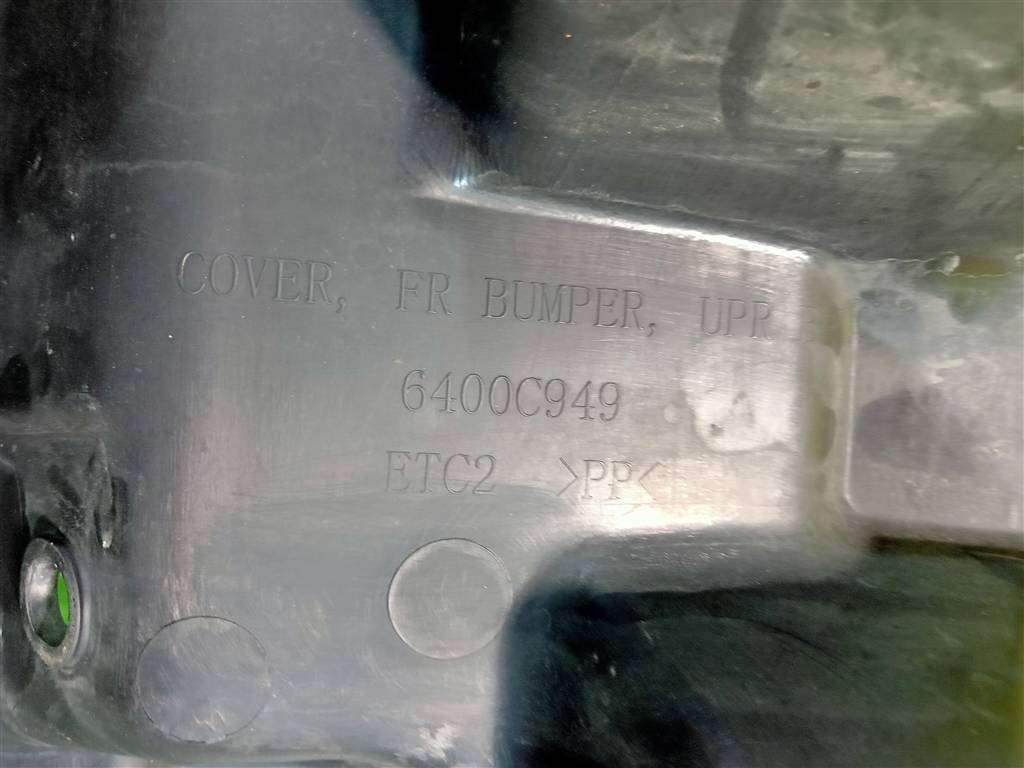 COVER, FR BUMPER, UPR
6400C949
ETC2 >PP<